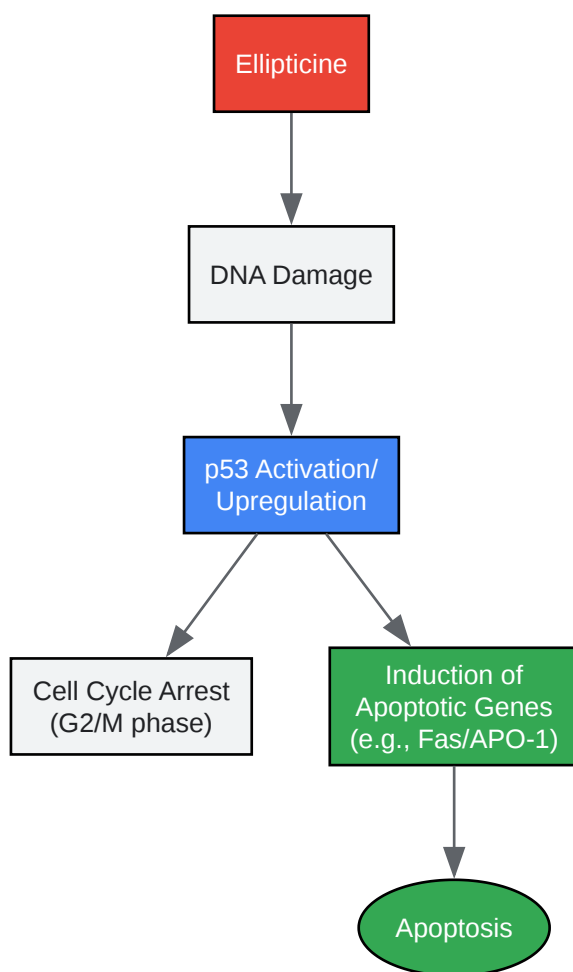 Ellipticine
DNA Damage
p53 Activation/
Upregulation
Cell Cycle Arrest
(G2/M phase)
Induction of
Apoptotic Genes
(e.g., Fas/APO-1)
Apoptosis